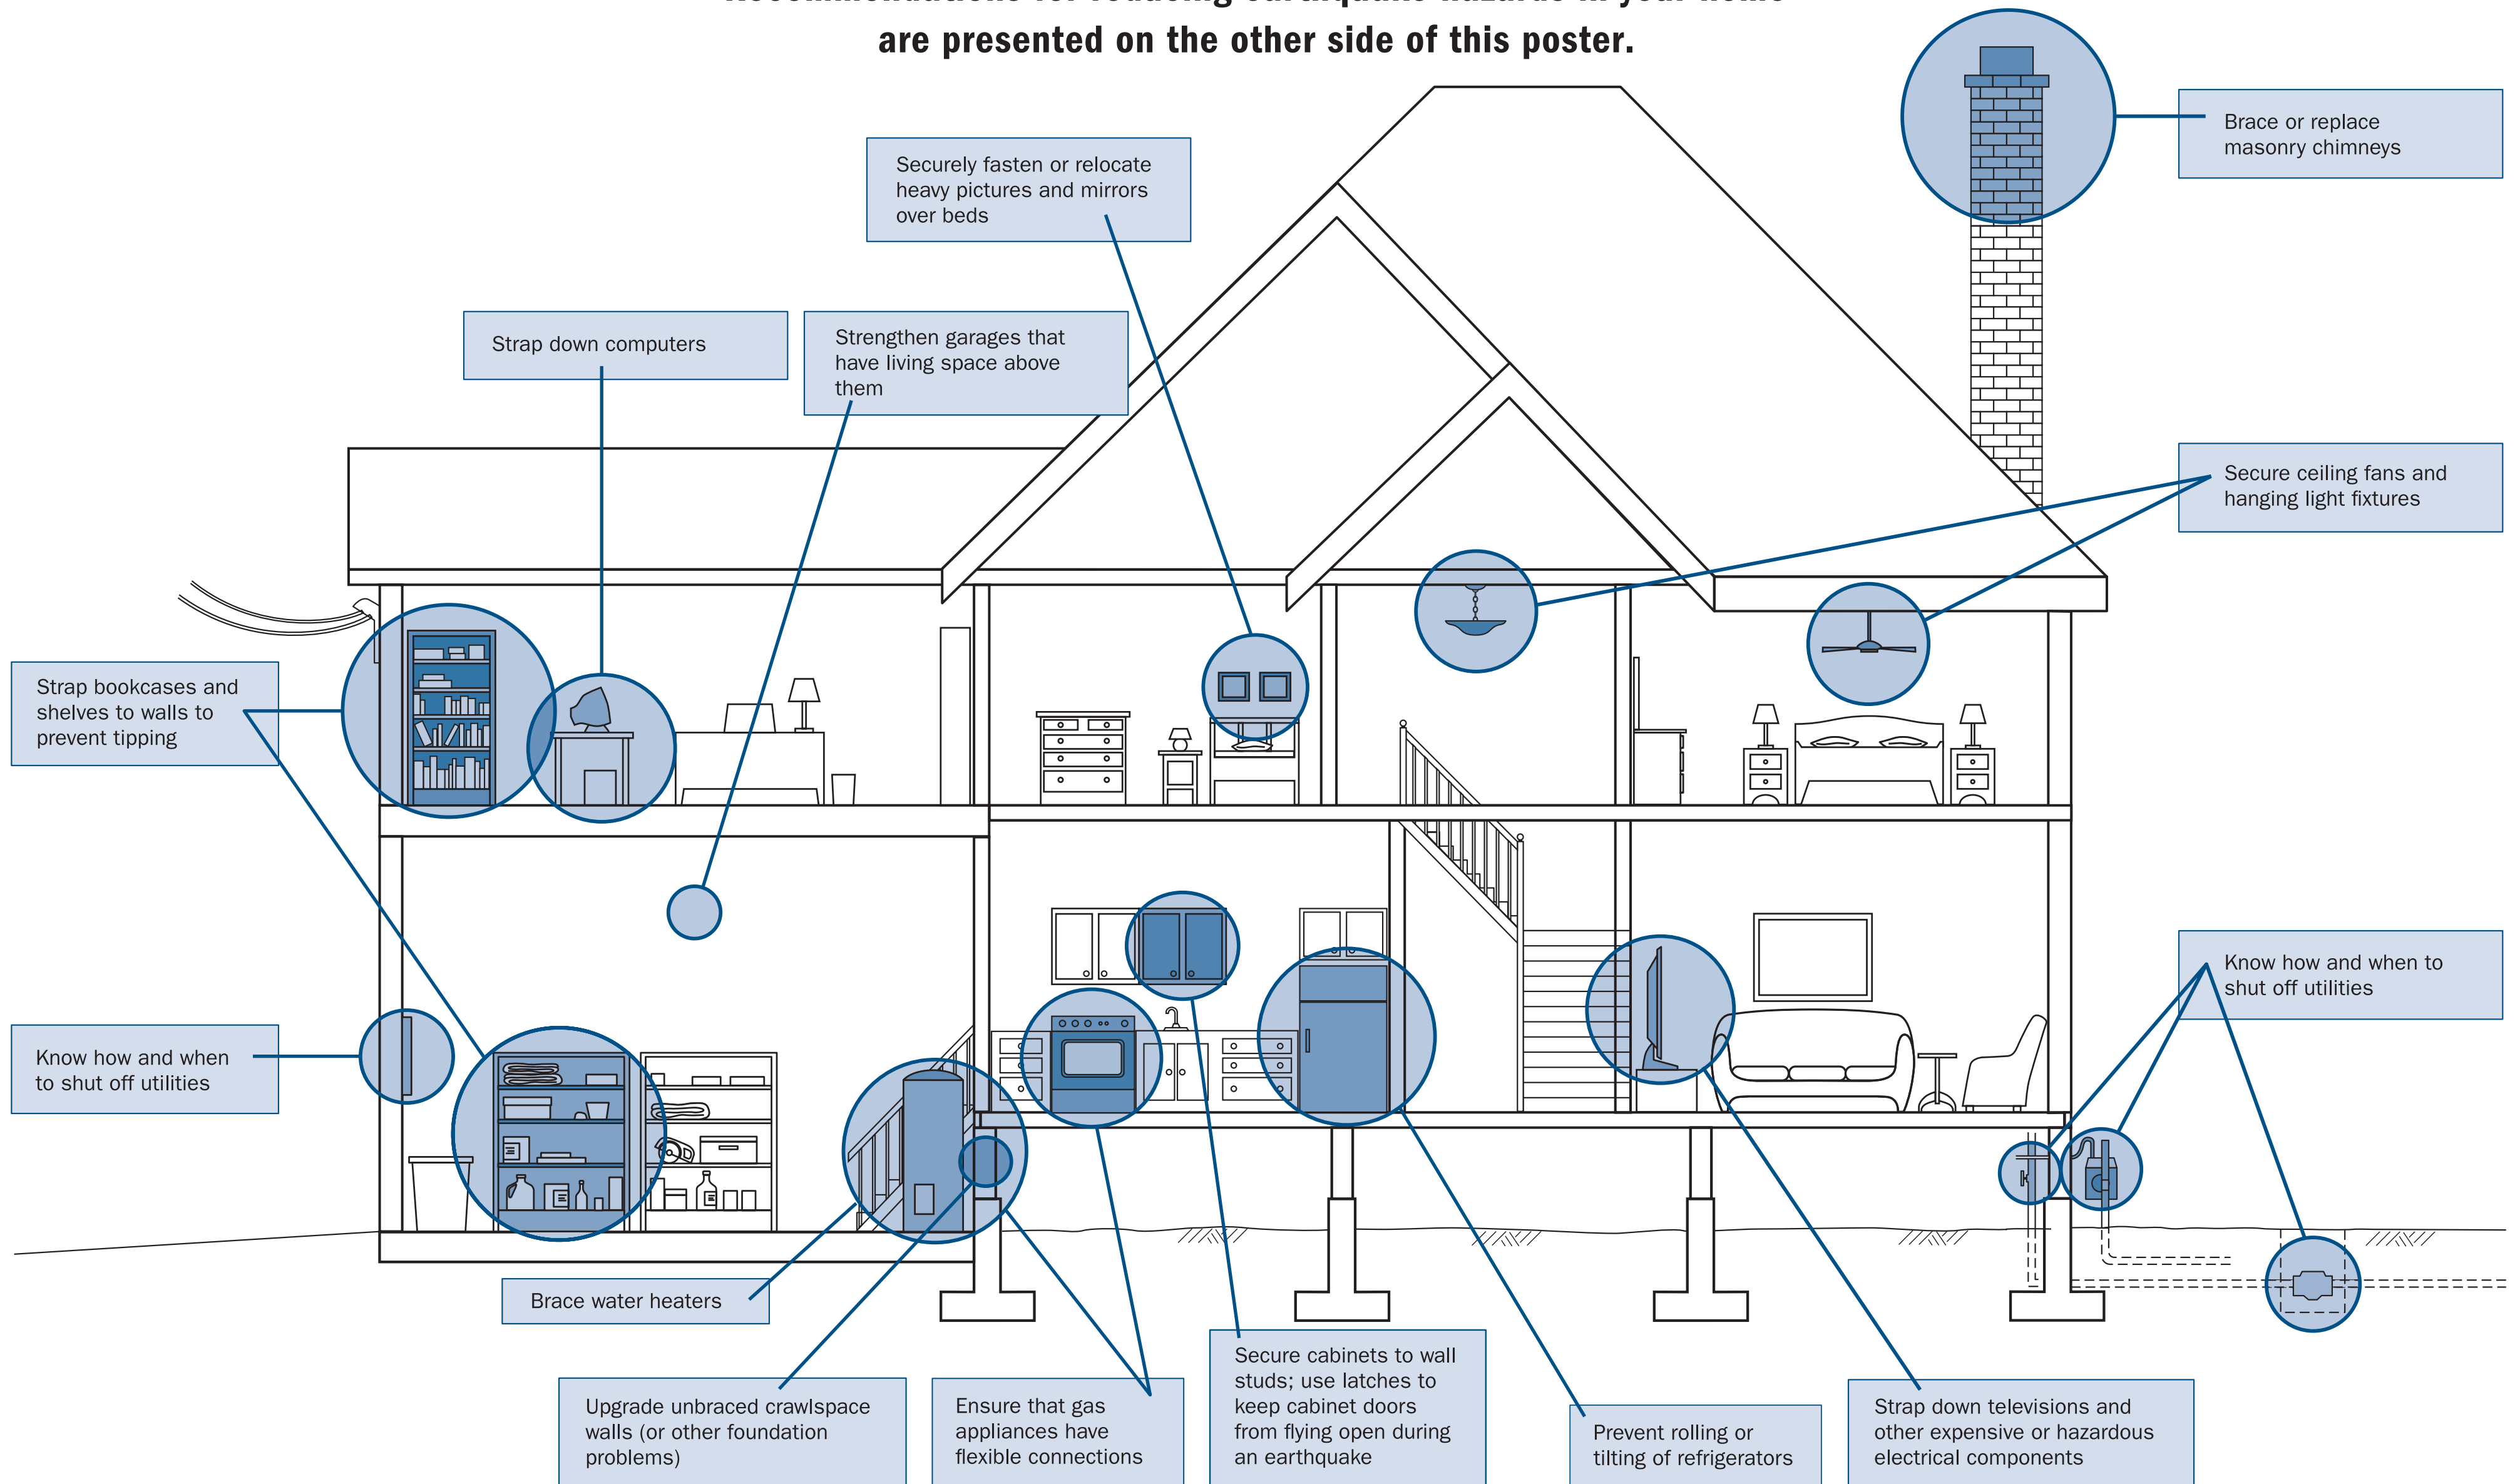 are presented on the other side of this poster.
Brace or replace
masonry chimneys
Securely fasten or relocate
heavy pictures and mirrors
over beds
Strap down computers
Strengthen garages that
have living space above
them
Secure ceiling fans and
hanging light fixtures
Strap bookcases and
shelves to walls to
prevent tipping
Know how and when to
shut off utilities
Know how and when
to shut off utilities
Brace water heaters
Upgrade unbraced crawlspace
walls (or other foundation
problems)
Ensure that gas
appliances have
flexible connections
Secure cabinets to wall
studs; use latches to
keep cabinet doors
from flying open during
an earthquake
Prevent rolling or
tilting of refrigerators
Strap down televisions and
other expensive or hazardous
electrical components